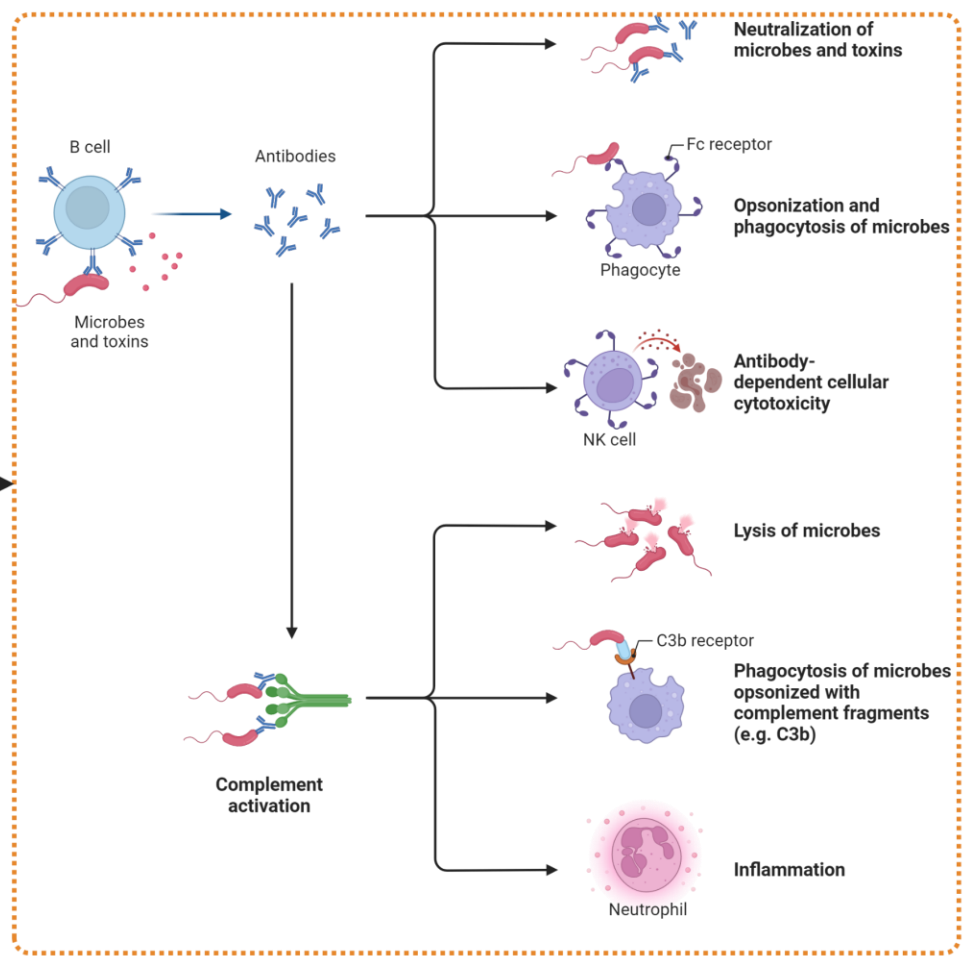 Neutralization of
microbes and toxins
B cell
Antibodies
Fc receptor
Opsonization and
phagocytosis of microbes
Phagocyte
Microbes
and toxins
Antibody-
dependent cellular
cytotoxicity
NK cell
Lysis of microbes
C3b receptor
Phagocytosis of microbes
opsonized with
complement fragments
(e.g. C3b)
Complement
activation
Inflammation
Neutrophil